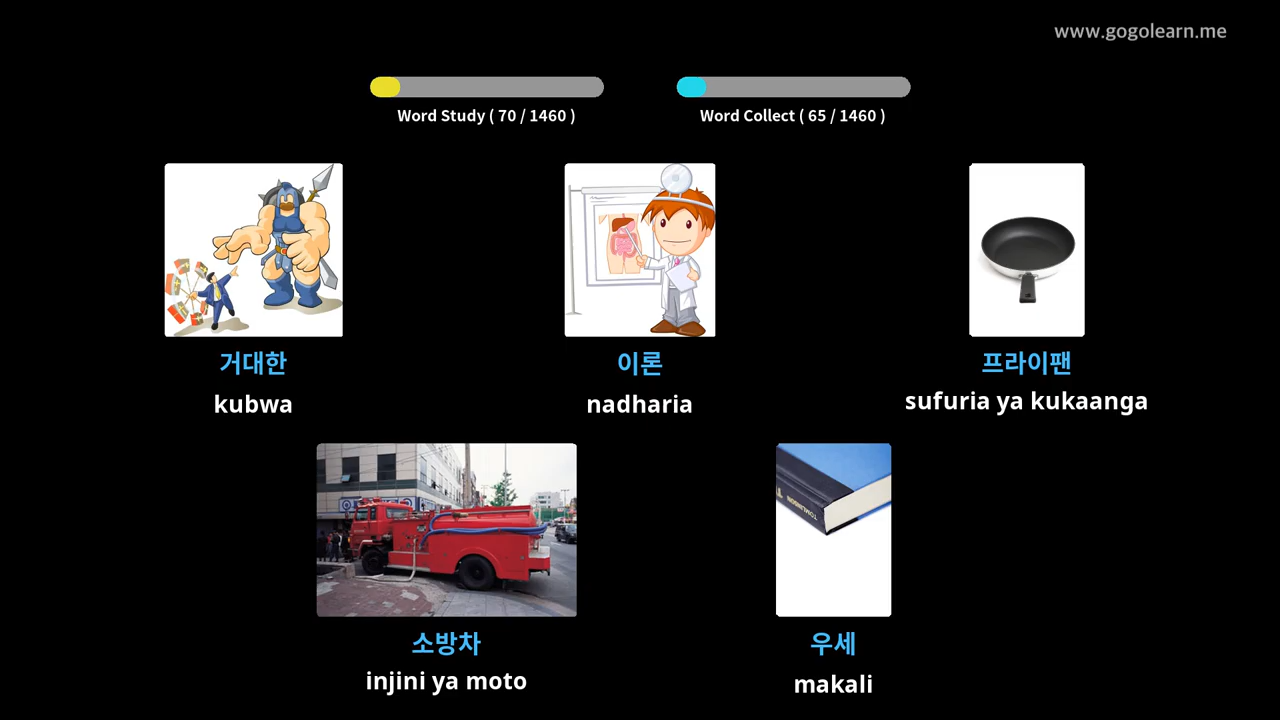 www.gogolearn.me
Word Study ( 70 / 1460 )
Word Collect ( 65 / 1460 )
거대한
kubwa
이론
nadharia
프라이팬
sufuria ya kukaanga
TOMLINSON
소방차
injini ya moto
우세
makali